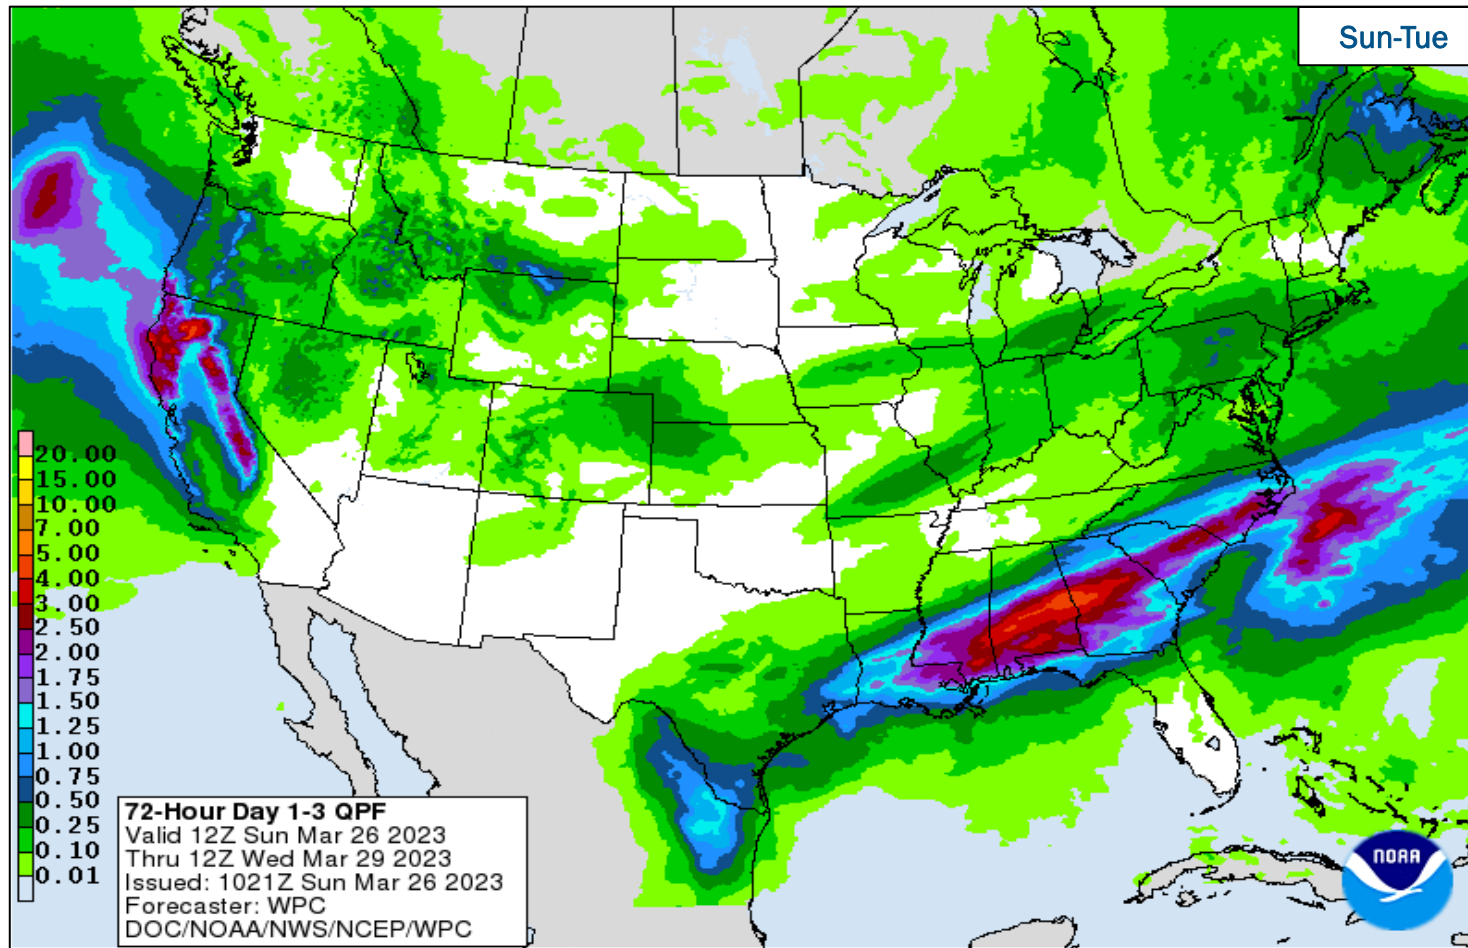 Sun-Tue
20.00
15.00
10.00
7.00
5.00
4.00
3.00
2.50
2.00
1.75
1.50
1.25
1.00
0.75
0.50
0.25
0.10
0.01
72-Hour Day 1-3 QPF
Valid 12Z Sun Mar 26 2023
Thru 12Z Wed Mar 29 2023
Issued: 1021Z Sun Mar 26 2023
Forecaster: WPC
DOC/NOAA/NWS/NCEP/WPC
NOAA